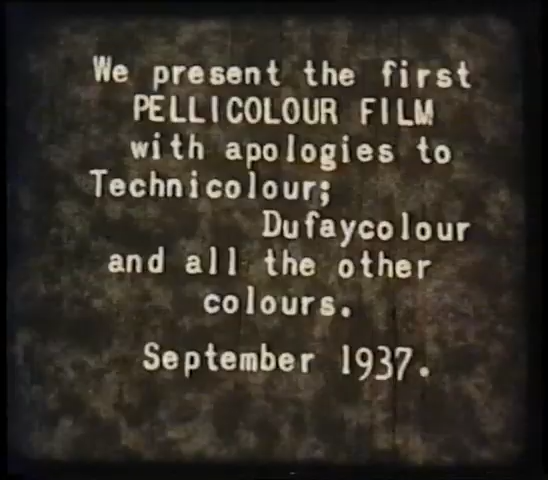 We present the first
PELLICOLOUR FILM
with apologies to
Technicolour;
Dufaycolour
and all the other
colours.
September 1937.